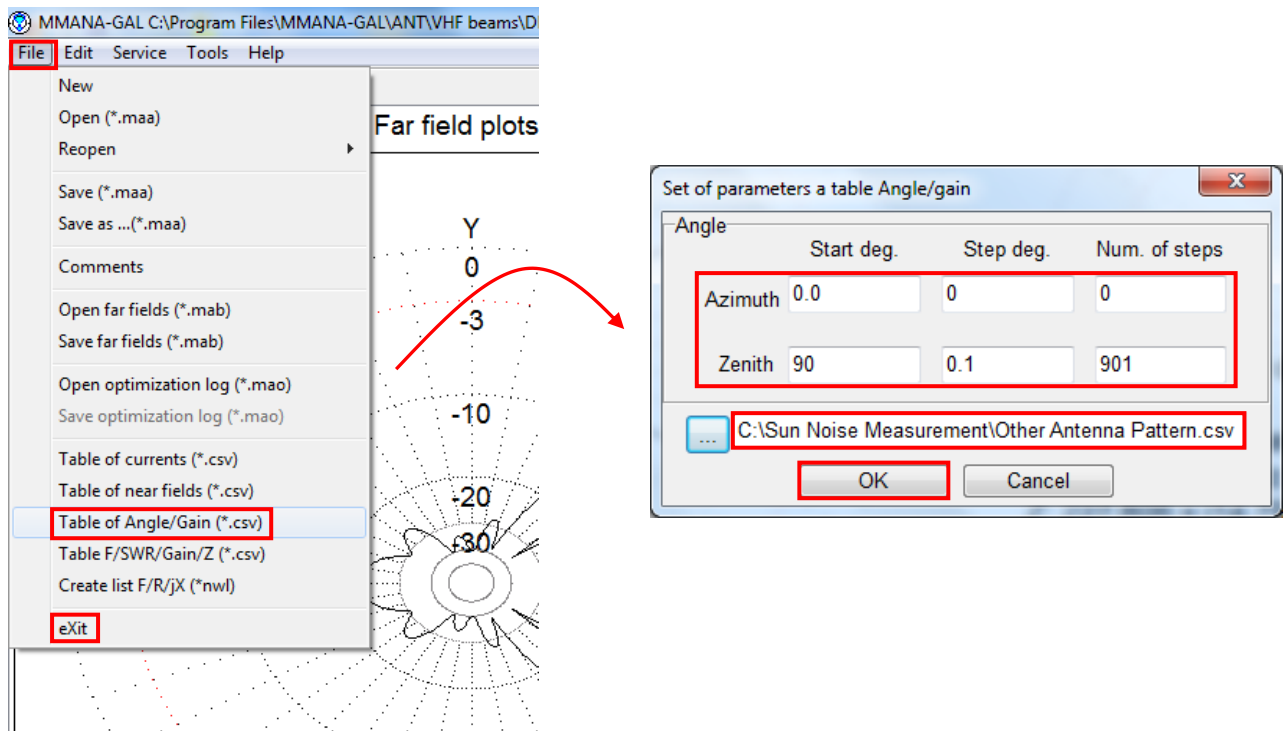 MMANA-GAL C:\Program Files\MMANA-GAL\ANT\VHF beams\D
File Edit Service Tools Help
New
Open (*.maa)
Reopen
Save (*.maa)
Save as ...(*.maa)
Comments
Open far fields (*.mab)
Save far fields (*.mab)
Open optimization log (*.mao)
Save optimization log (*.mao)
Table of currents (*.csv)
Table of near fields (*.csv)
Table of Angle/Gain (*.csv)
Table F/SWR/Gain/Z (*.csv)
Create list F/R/jX (*nwl)
eXit
Far field plots
Y
0
-3
-10
-20
-30
Set of parameters a table Angle/gain
X
Angle
Start deg. Step deg. Num. of steps
Azimuth 0.0 0 0
Zenith 90 0.1 901
... C:\Sun Noise Measurement\Other Antenna Pattern.csv
OK Cancel